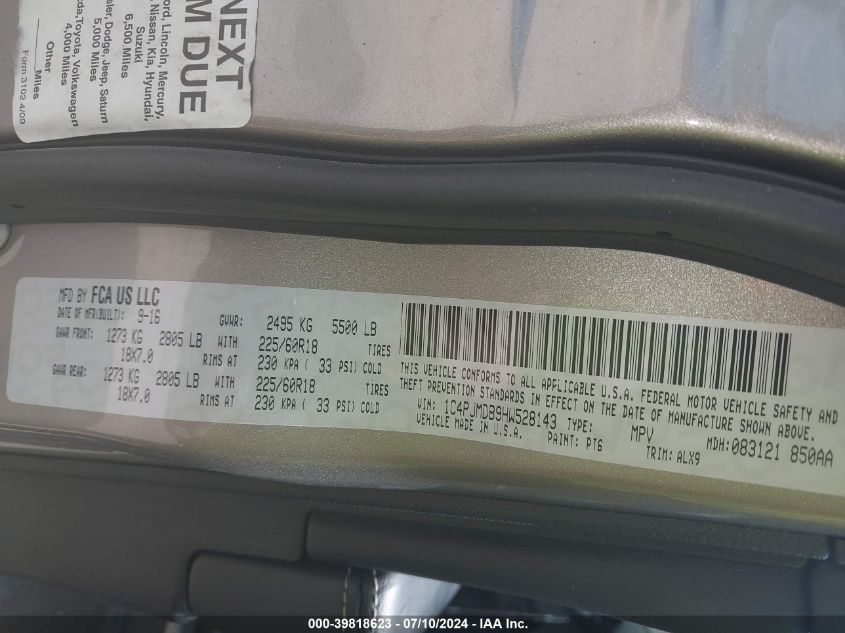 NEXT
M DUE
ord, Lincoln, Mercury,
, Nissan, Kia, Hyundai,
Suzuki
6,500 Miles
sler, Dodge, Jeep, Saturn
5,000 Miles
da, Toyota, Volkswagen
4,000 Miles
Other
Miles
Form 3102 4/09
MFD BY FCA US LLC
DATE OF MFR(BUILT): 9-16 GVWR: 2495 KG 5500 LB
GAWR FRONT: 1273 KG 2805 LB WITH 225/60R18 TIRES
18X7.0 RIMS AT 230 KPA ( 33 PSI) COLD
GAWR REAR: 1273 KG 2805 LB WITH 225/60R18 TIRES
18X7.0 RIMS AT 230 KPA ( 33 PSI) COLD
THIS VEHICLE CONFORMS TO ALL APPLICABLE U.S.A. FEDERAL MOTOR VEHICLE SAFETY AND
THEFT PREVENTION STANDARDS IN EFFECT ON THE DATE OF MANUFACTURE SHOWN ABOVE.
VIN: 1C4PJMDB9HW528143 TYPE: MPV MDH:083121 850AA
VEHICLE MADE IN U.S.A. PAINT: PT6 TRIM: ALX9
000-39818623 - 07/10/2024 - IAAI.com